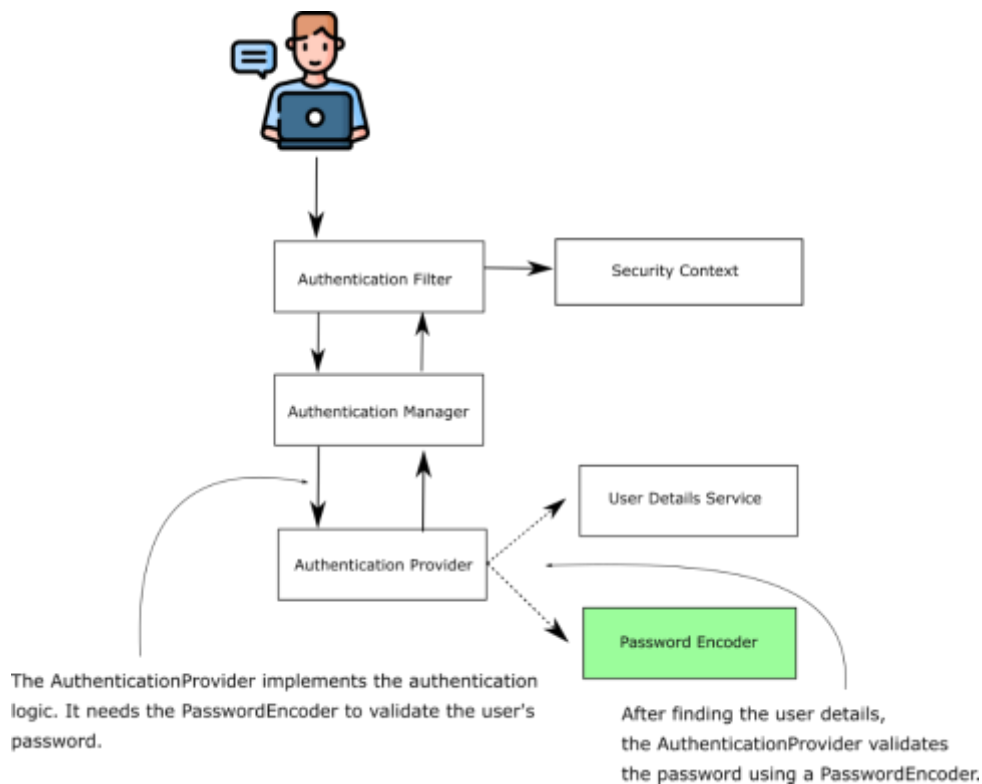 Authentication Filter
Security Context
Authentication Manager
User Details Service
Authentication Provider
Password Encoder
The AuthenticationProvider implements the authentication
logic. It needs the PasswordEncoder to validate the user's
password.
After finding the user details,
the AuthenticationProvider validates
the password using a PasswordEncoder.